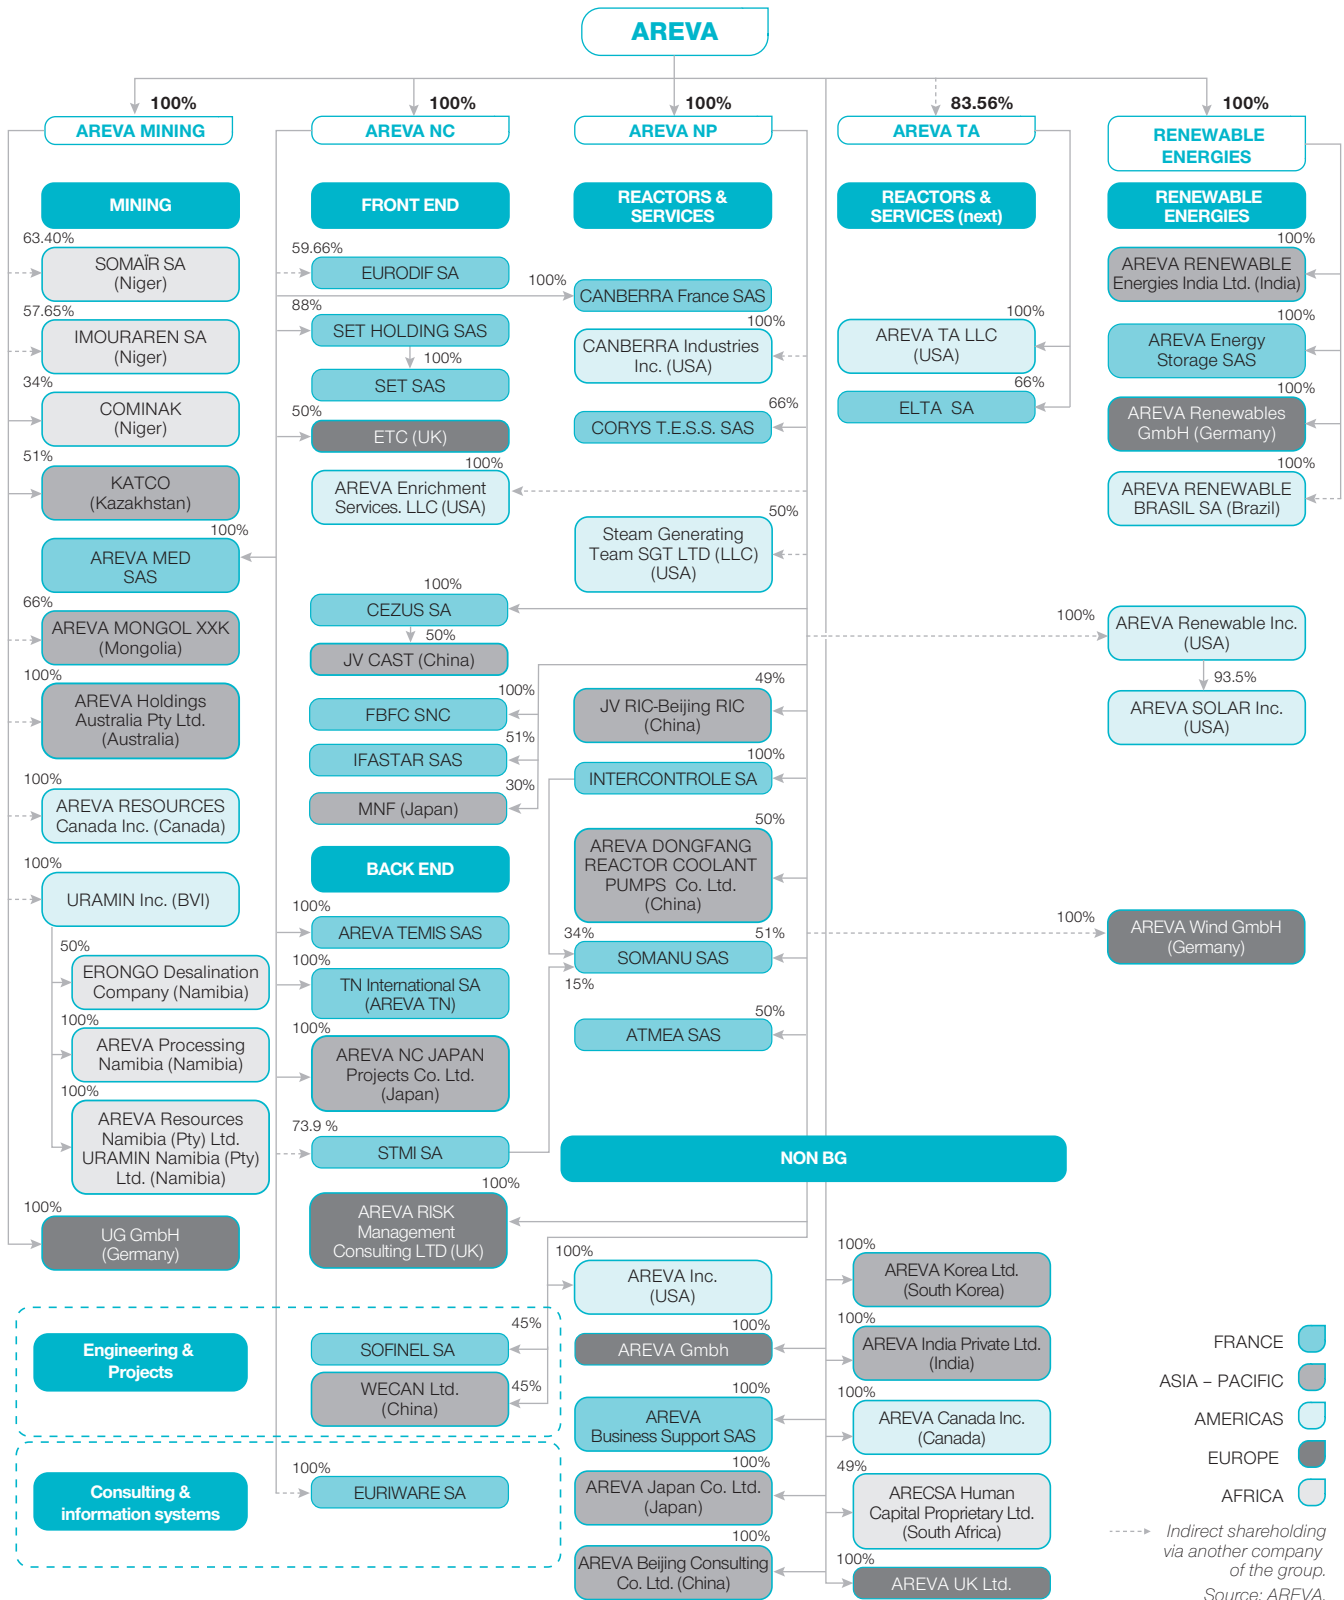 AREVA
100%
AREVA MINING
100%
AREVA NC
100%
AREVA NP
83.56%
AREVA TA
100%
RENEWABLE
ENERGIES
MINING
63.40%
SOMAÏR SA
(Niger)
57.65%
IMOURAREN SA
(Niger)
34%
COMINAK
(Niger)
51%
KATCO
(Kazakhstan)
100%
AREVA MED
SAS
66%
AREVA MONGOL XXK
(Mongolia)
100%
AREVA Holdings
Australia Pty Ltd.
(Australia)
100%
AREVA RESOURCES
Canada Inc. (Canada)
100%
URAMIN Inc. (BVI)
50%
ERONGO Desalination
Company (Namibia)
100%
AREVA Processing
Namibia (Namibia)
100%
AREVA Resources
Namibia (Pty) Ltd.
URAMIN Namibia (Pty)
Ltd. (Namibia)
100%
UG GmbH
(Germany)
FRONT END
59.66%
EURODIF SA
88%
SET HOLDING SAS
100%
SET SAS
50%
ETC (UK)
100%
AREVA Enrichment
Services. LLC (USA)
100%
CEZUS SA
50%
JV CAST (China)
100%
FBFC SNC
51%
IFASTAR SAS
30%
MNF (Japan)
BACK END
100%
AREVA TEMIS SAS
100%
TN International SA
(AREVA TN)
100%
AREVA NC JAPAN
Projects Co. Ltd.
(Japan)
73.9 %
STMI SA
100%
AREVA RISK
Management
Consulting LTD (UK)
REACTORS &
SERVICES
100%
CANBERRA France SAS
100%
CANBERRA Industries
Inc. (USA)
66%
CORYS T.E.S.S. SAS
50%
Steam Generating
Team SGT LTD (LLC)
(USA)
49%
JV RIC-Beijing RIC
(China)
100%
INTERCONTROLE SA
50%
AREVA DONGFANG
REACTOR COOLANT
PUMPS Co. Ltd.
(China)
34%
51%
SOMANU SAS
15%
50%
ATMEA SAS
REACTORS &
SERVICES (next)
100%
AREVA TA LLC
(USA)
66%
ELTA SA
RENEWABLE
ENERGIES
100%
AREVA RENEWABLE
Energies India Ltd. (India)
100%
AREVA Energy
Storage SAS
100%
AREVA Renewables
GmbH (Germany)
100%
AREVA RENEWABLE
BRASIL SA (Brazil)
100%
AREVA Renewable Inc.
(USA)
93.5%
AREVA SOLAR Inc.
(USA)
100%
AREVA Wind GmbH
(Germany)
NON BG
100%
AREVA Inc.
(USA)
100%
AREVA Gmbh
100%
AREVA
Business Support SAS
100%
AREVA Japan Co. Ltd.
(Japan)
100%
AREVA Beijing Consulting
Co. Ltd. (China)
100%
AREVA Korea Ltd.
(South Korea)
100%
AREVA India Private Ltd.
(India)
100%
AREVA Canada Inc.
(Canada)
49%
ARECSA Human
Capital Proprietary Ltd.
(South Africa)
100%
AREVA UK Ltd.
Engineering &
Projects
45%
SOFINEL SA
45%
WECAN Ltd.
(China)
Consulting &
information systems
100%
EURIWARE SA
FRANCE
ASIA – PACIFIC
AMERICAS
EUROPE
AFRICA
Indirect shareholding
via another company
of the group.
Source: AREVA.